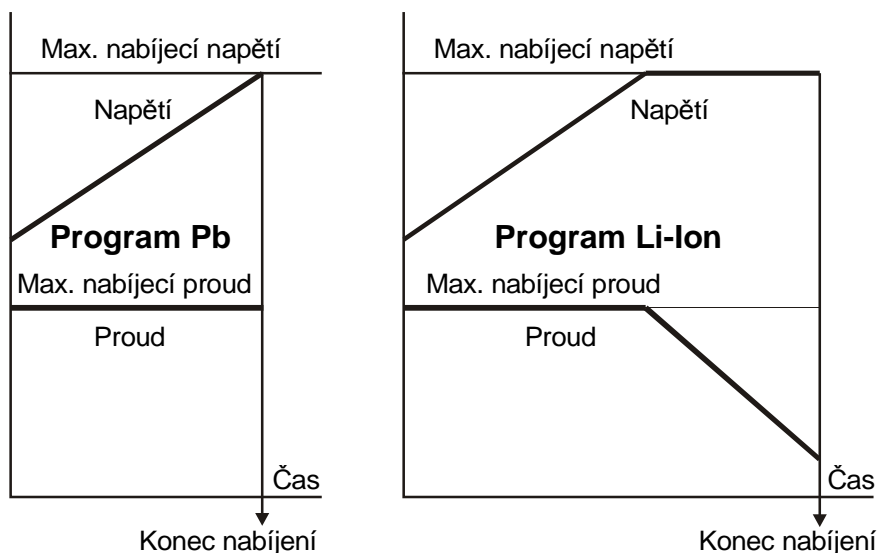 Max. nabíjecí napětí
Napětí
Program Pb
Max. nabíjecí proud
Proud
Čas
Konec nabíjení
Max. nabíjecí napětí
Napětí
Program Li-Ion
Max. nabíjecí proud
Proud
Čas
Konec nabíjení